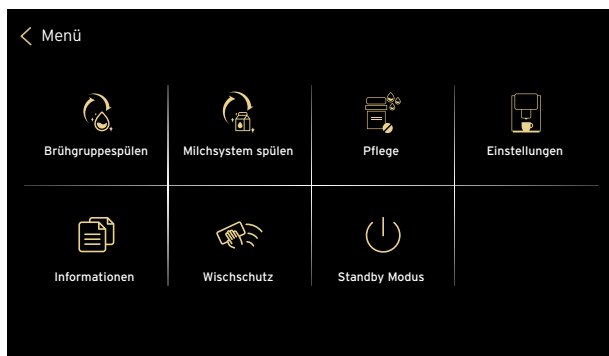 Menü
Brühgruppespülen
Milchsystem spülen
Pflege
Einstellungen
Informationen
Wischschutz
Standby Modus